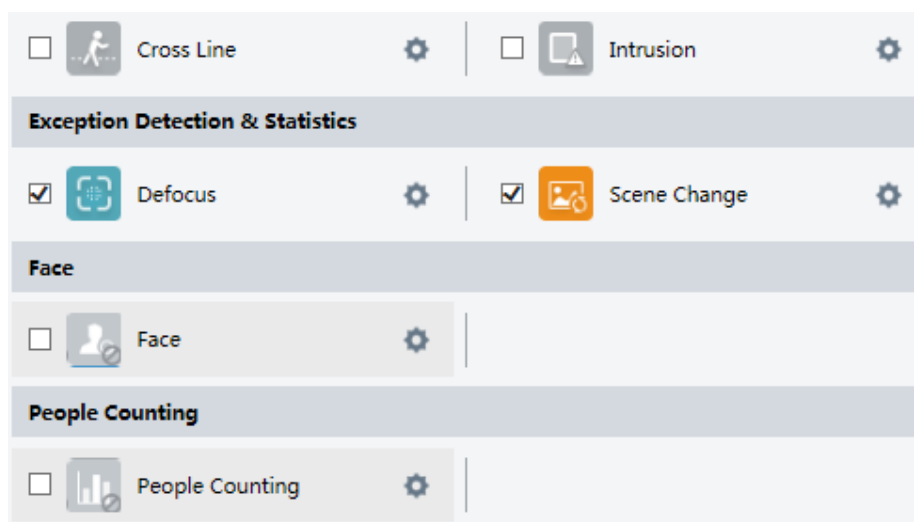 Cross Line
Intrusion
Exception Detection & Statistics
Defocus
Scene Change
Face
Face
People Counting
People Counting